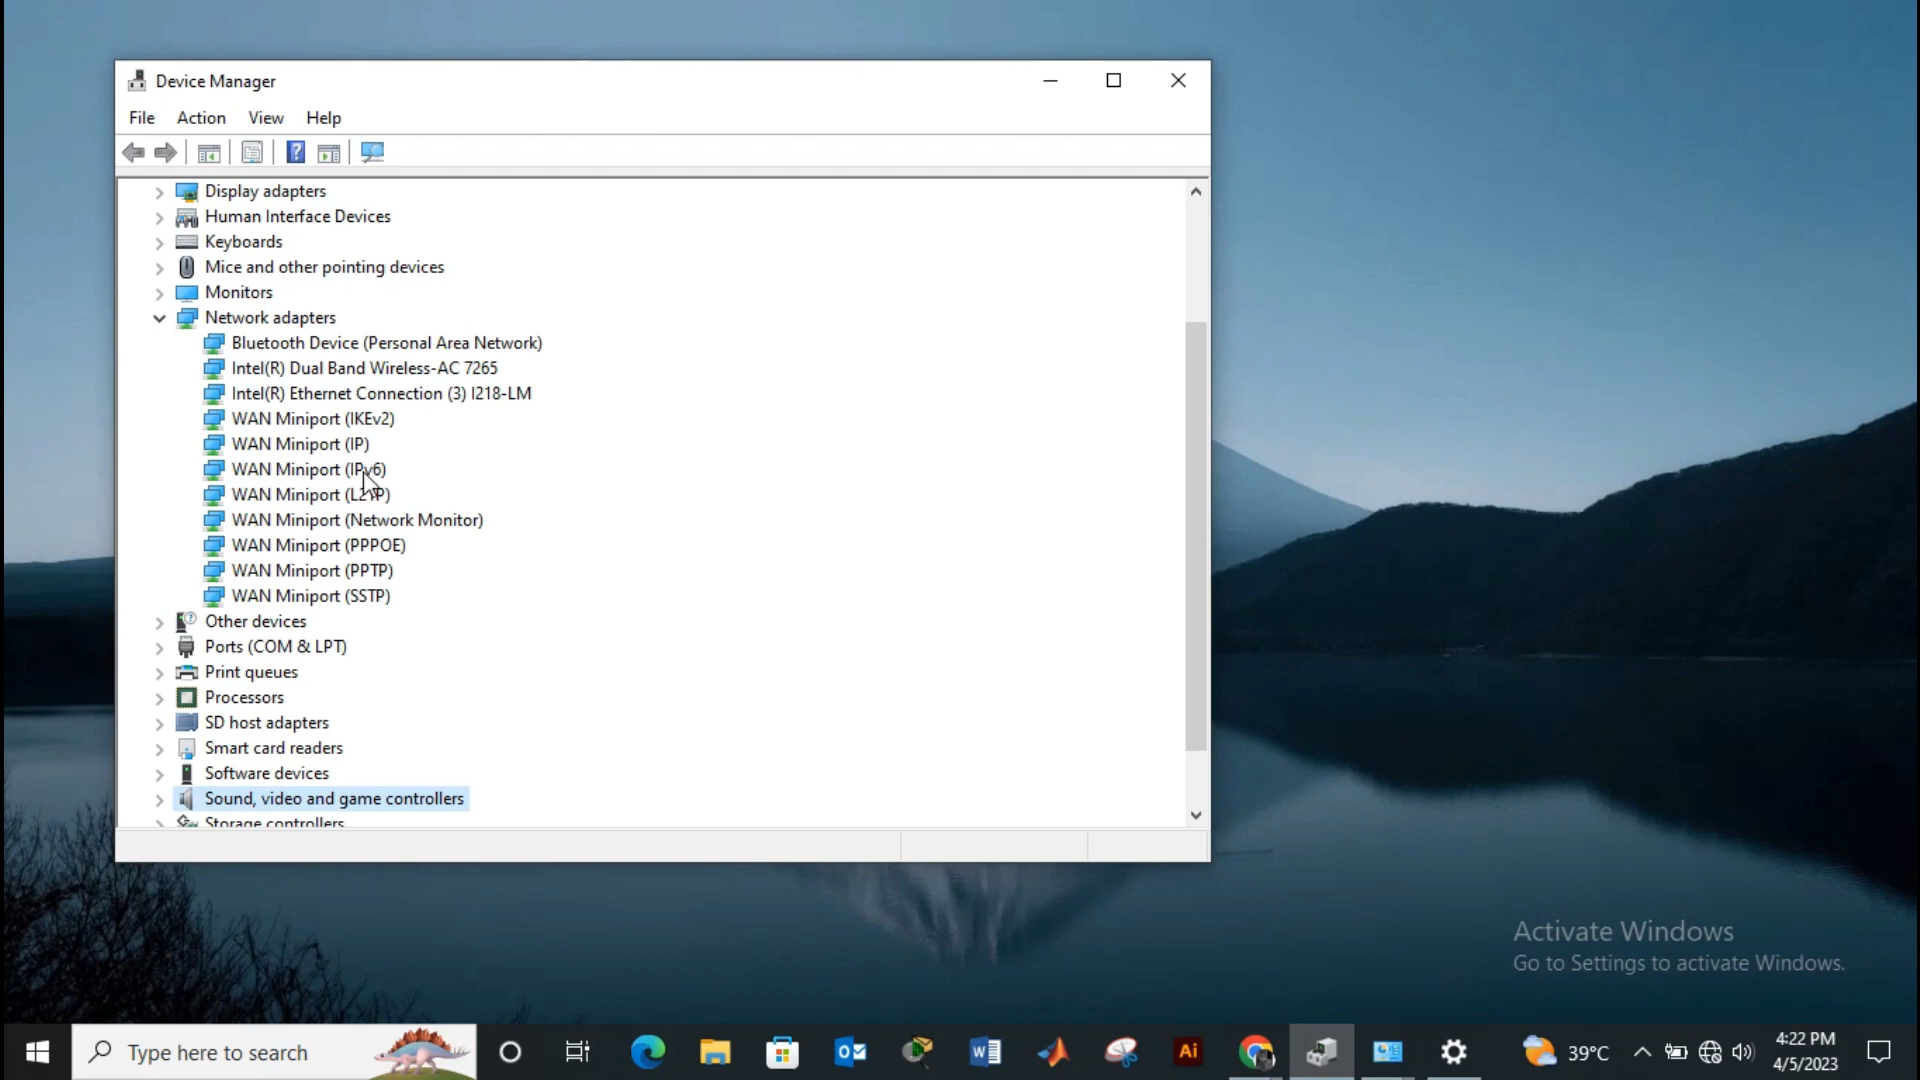 Device Manager
File Action View Help
Display adapters
Human Interface Devices
Keyboards
Mice and other pointing devices
Monitors
Network adapters
Bluetooth Device (Personal Area Network)
Intel(R) Dual Band Wireless-AC 7265
Intel(R) Ethernet Connection (3) I218-LM
WAN Miniport (IKEv2)
WAN Miniport (IP)
WAN Miniport (IPv6)
WAN Miniport (L2TP)
WAN Miniport (Network Monitor)
WAN Miniport (PPPOE)
WAN Miniport (PPTP)
WAN Miniport (SSTP)
Other devices
Ports (COM & LPT)
Print queues
Processors
SD host adapters
Smart card readers
Software devices
Sound, video and game controllers
Storage controllers
Activate Windows
Go to Settings to activate Windows.
Type here to search
Ai
39°C
4:22 PM
4/5/2023